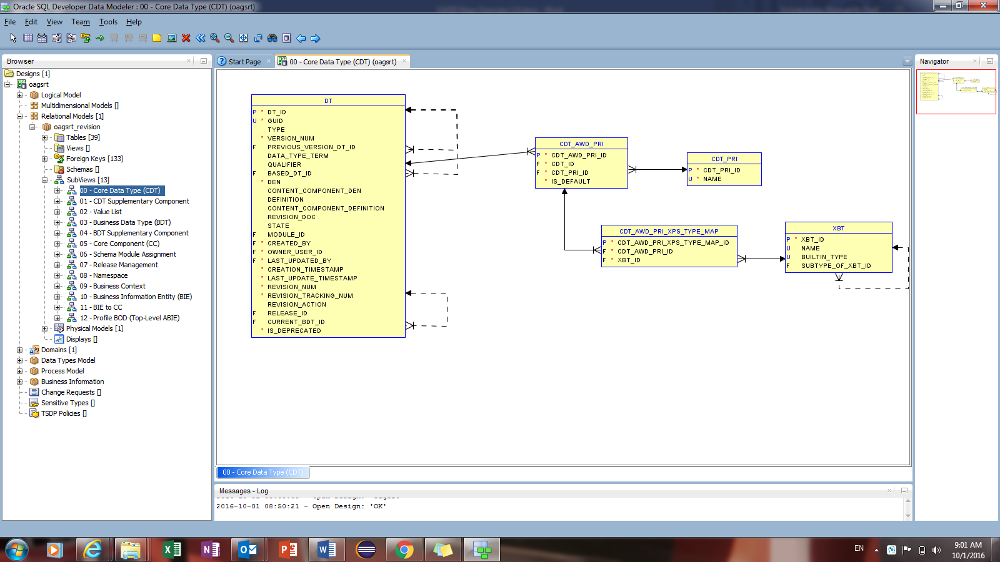 Oracle SQL Developer Data Modeler : 00 - Core Data Type (CDT) (oagsrt)
File Edit View Team Tools Help
Browser
Designs [1]
oagsrt
Logical Model
Multidimensional Models []
Relational Models [1]
oagsrt_revision
Tables [39]
Views []
Foreign Keys [133]
Schemas []
SubViews [13]
00 - Core Data Type (CDT)
01 - CDT Supplementary Component
02 - Value List
03 - Business Data Type (BDT)
04 - BDT Supplementary Component
05 - Core Component (CC)
06 - Schema Module Assignment
07 - Release Management
08 - Namespace
09 - Business Context
10 - Business Information Entity (BIE)
11 - BIE to CC
12 - Profile BOD (Top-Level ABIE)
Physical Models [1]
Displays []
Domains [1]
Data Types Model
Process Model
Business Information
Change Requests []
Sensitive Types []
TSDP Policies []
Start Page
00 - Core Data Type (CDT) (oagsrt)
DT
P * DT_ID
U * GUID
TYPE
* VERSION_NUM
F PREVIOUS_VERSION_DT_ID
DATA_TYPE_TERM
QUALIFIER
F BASED_DT_ID
* DEN
CONTENT_COMPONENT_DEN
DEFINITION
CONTENT_COMPONENT_DEFINITION
REVISION_DOC
STATE
F MODULE_ID
F * CREATED_BY
F * OWNER_USER_ID
F * LAST_UPDATED_BY
* CREATION_TIMESTAMP
* LAST_UPDATE_TIMESTAMP
* REVISION_NUM
* REVISION_TRACKING_NUM
REVISION_ACTION
F RELEASE_ID
F CURRENT_BDT_ID
* IS_DEPRECATED
CDT_AWD_PRI
P * CDT_AWD_PRI_ID
F * CDT_ID
F * CDT_PRI_ID
* IS_DEFAULT
CDT_PRI
P * CDT_PRI_ID
U * NAME
CDT_AWD_PRI_XPS_TYPE_MAP
P * CDT_AWD_PRI_XPS_TYPE_MAP_ID
F * CDT_AWD_PRI_ID
F * XBT_ID
XBT
P * XBT_ID
U NAME
U BUILTIN_TYPE
F SUBTYPE_OF_XBT_ID
00 - Core Data Type (CDT)
Messages - Log
2016-10-01 08:50:21 - Open Design: 'OK'
Navigator
EN
9:01 AM
10/1/2016